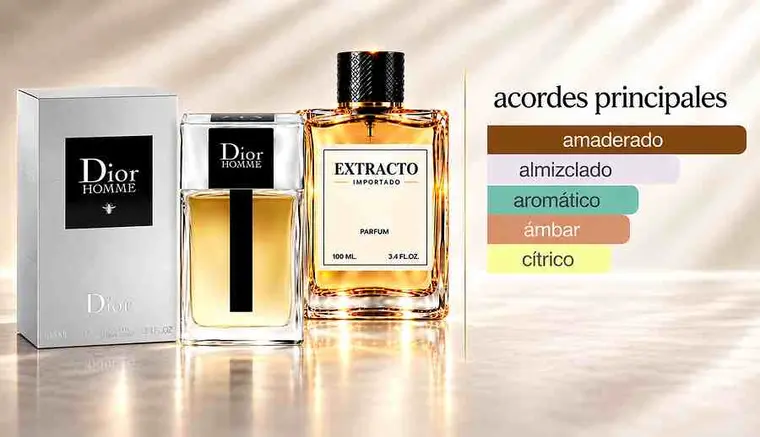 Dior
HOMME
Dior
Dior
HOMME
EXTRACTO
IMPORTADO
PARFUM
100 ML. 3.4 FL.OZ.
acordes principales
amaderado
almizclado
aromático
ámbar
cítrico